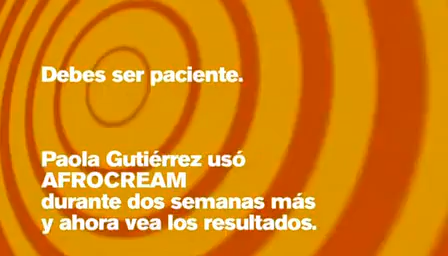 Debes ser paciente.
Paola Gutiérrez usó
AFROCREAM
durante dos semanas más
y ahora vea los resultados.